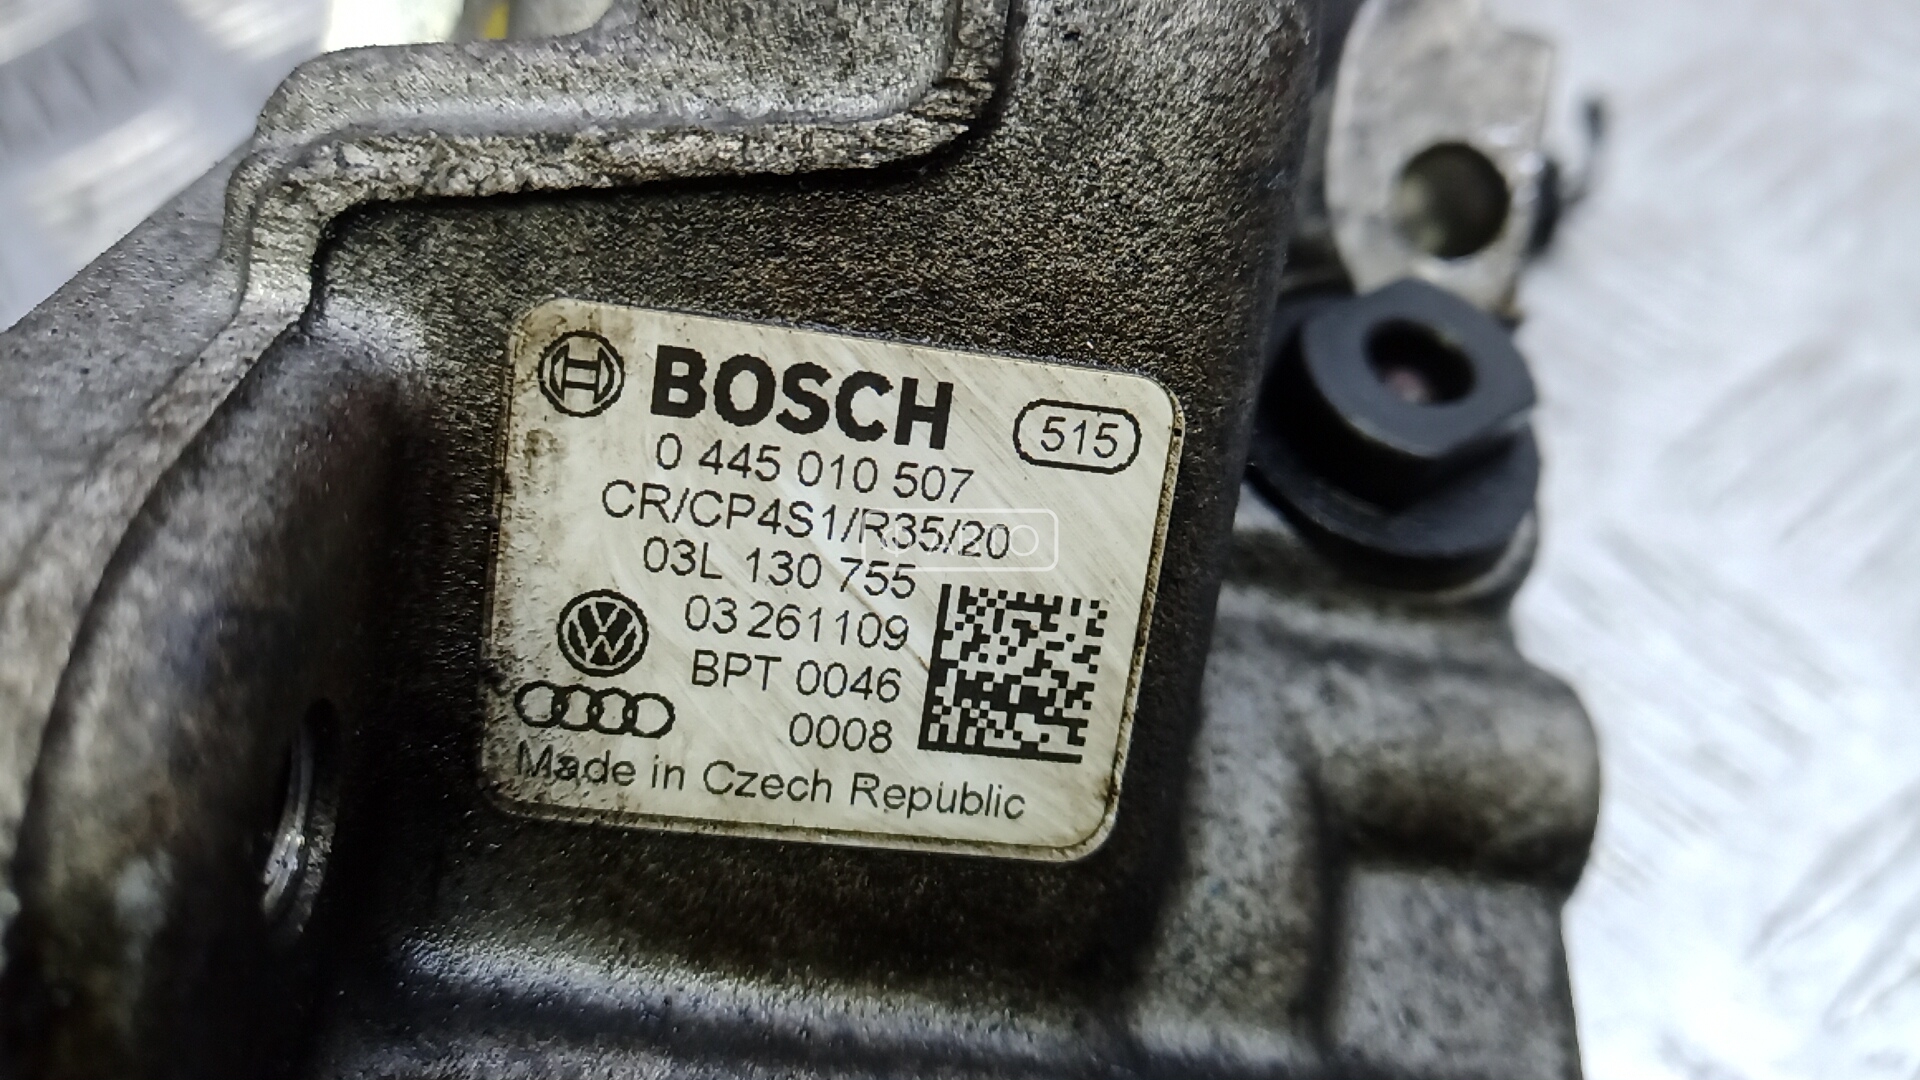 BOSCH
515
0 445 010 507
CR/CP4S1/R35/20
03L 130 755
03 261109
BPT 0046
0008
Made in Czech Republic